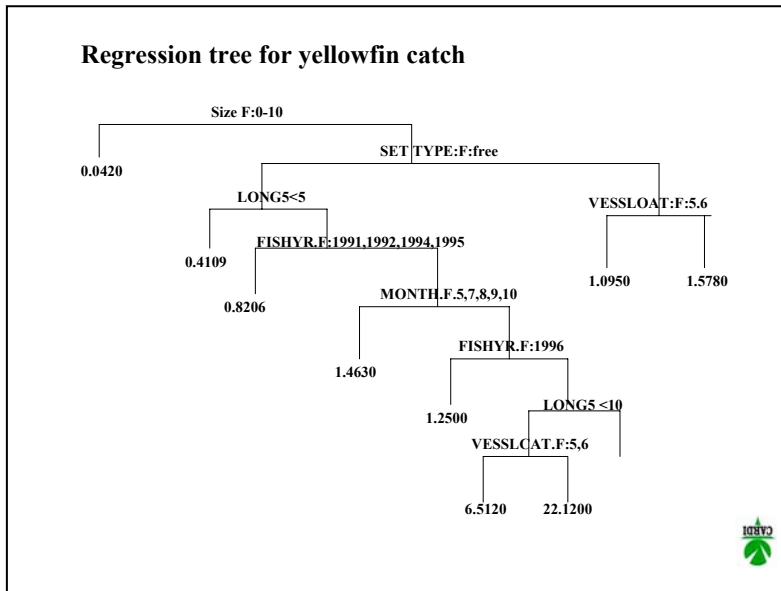 Regression tree for yellowfin catch
Size F:0-10
SET TYPE:F:free
0.0420
LONG5<5
VESSLOAT:F:5.6
0.4109
FISHYR.F:1991,1992,1994,1995
1.0950
1.5780
0.8206
MONTH.F.5,7,8,9,10
FISHYR.F:1996
1.4630
1.2500
LONG5 <10
VESSLCAT.F:5,6
6.5120
22.1200
CARDI